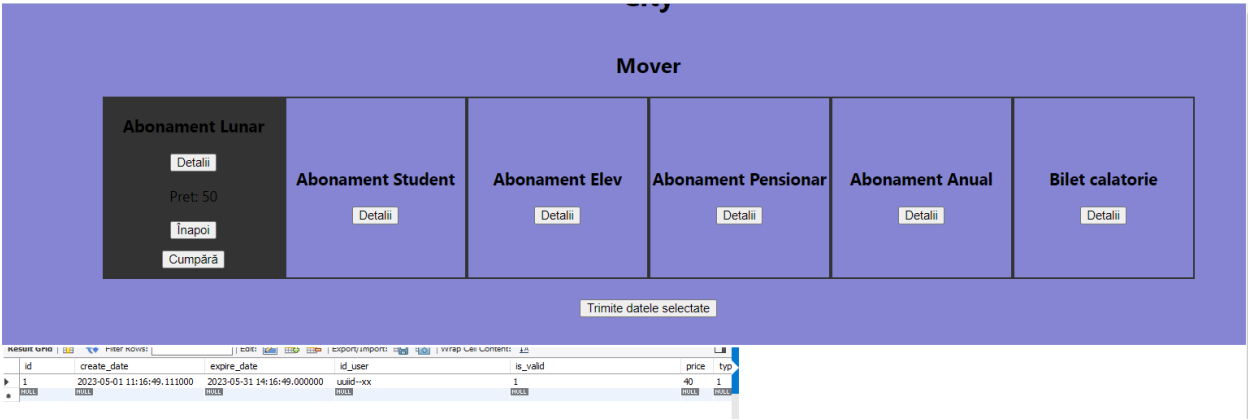 City
Mover
Abonament Lunar
Detalii
Pret: 50
Înapoi
Cumpără
Abonament Student
Detalii
Abonament Elev
Detalii
Abonament Pensionar
Detalii
Abonament Anual
Detalii
Bilet calatorie
Detalii
Trimite datele selectate
Result Grid Filter Rows: Edit: Export/Import: Wrap Cell Content:
id create_date expire_date id_user is_valid price typ
1 2023-05-01 11:16:49.111000 2023-05-31 14:16:49.000000 uuiid--xx 1 40 1
NULL NULL NULL NULL NULL NULL NULL